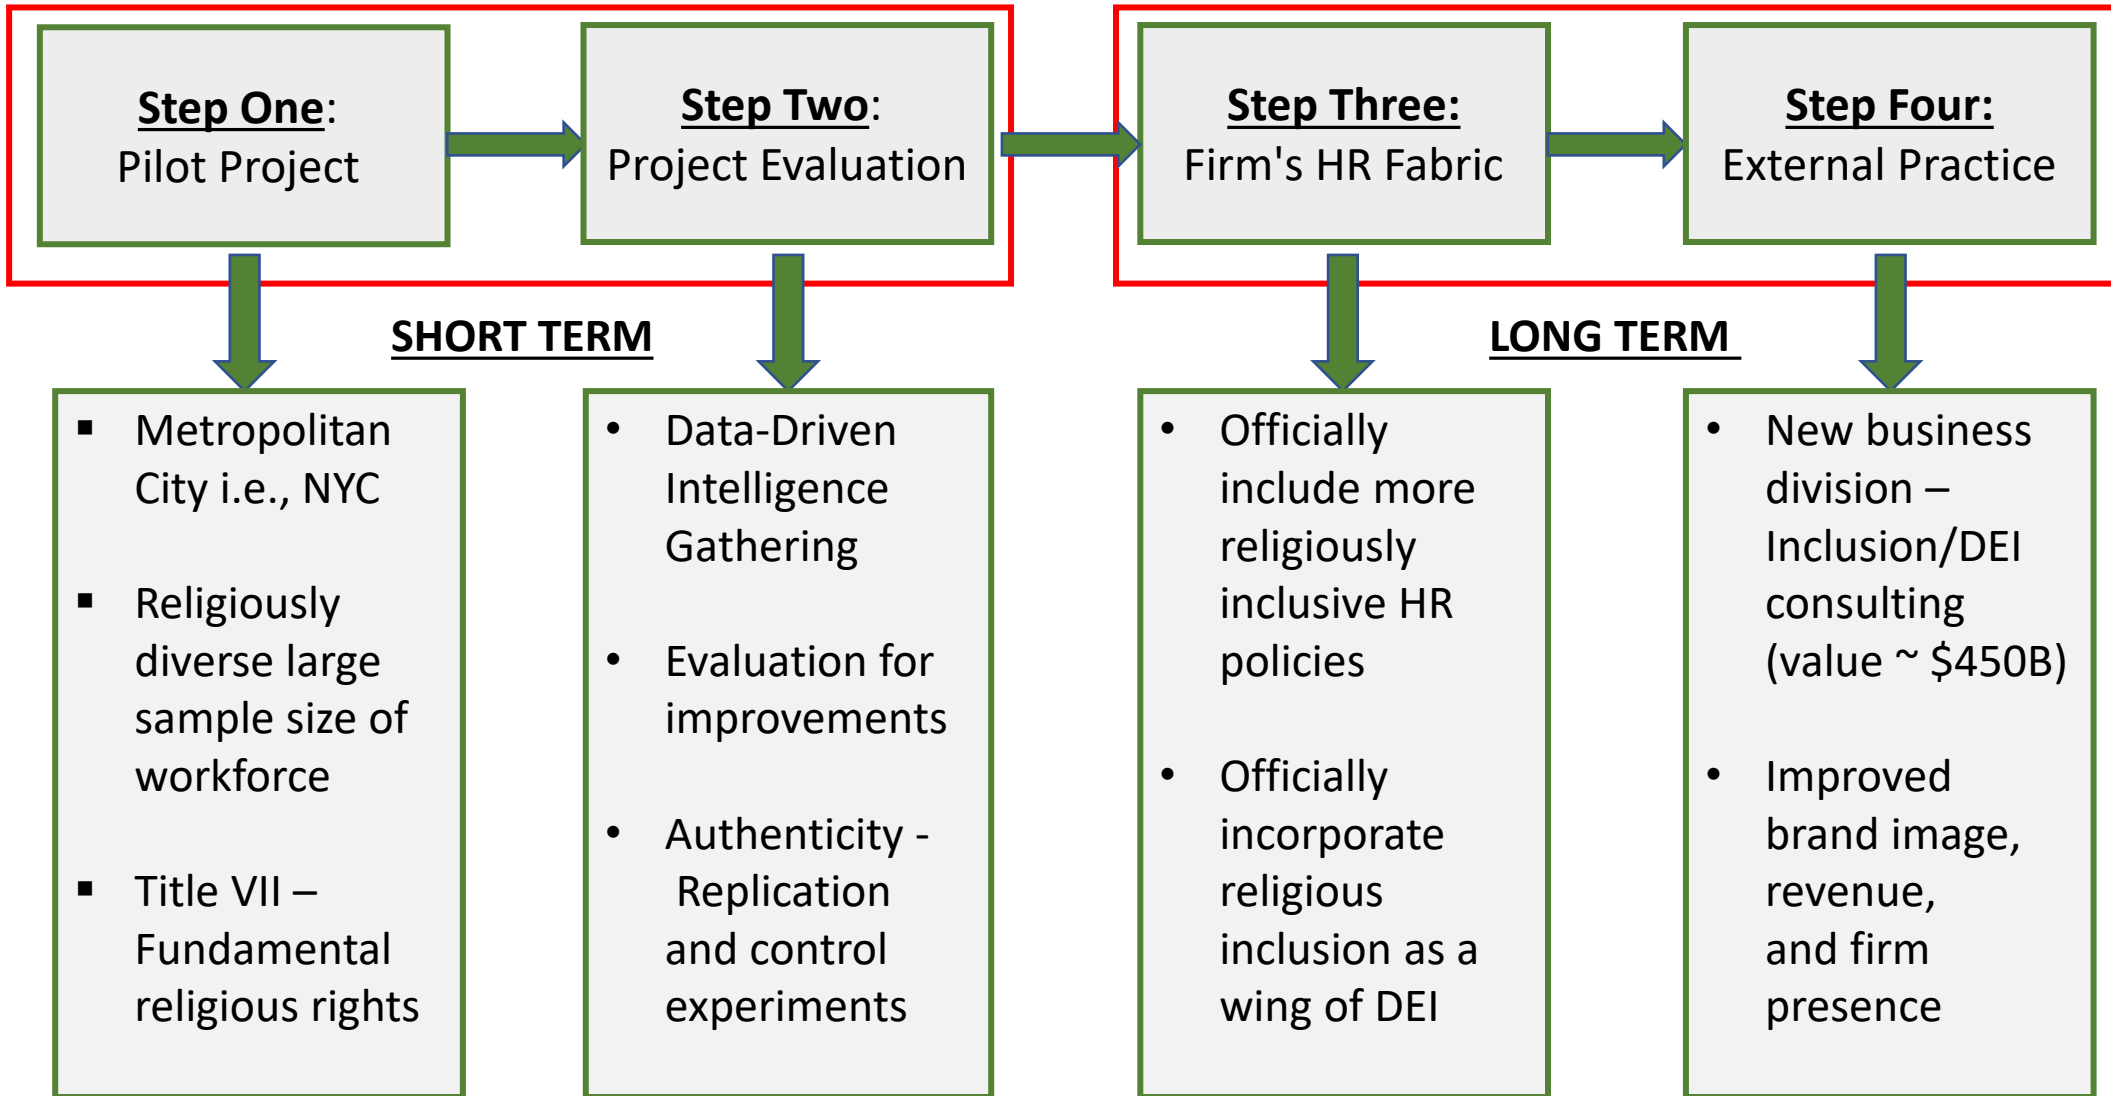 Step One:
Pilot Project
Step Two:
Project Evaluation
Step Three:
Firm's HR Fabric
Step Four:
External Practice
SHORT TERM
LONG TERM
▪ Metropolitan
City i.e., NYC
▪ Religiously
diverse large
sample size of
workforce
▪ Title VII –
Fundamental
religious rights
• Data-Driven
Intelligence
Gathering
• Evaluation for
improvements
• Authenticity -
Replication
and control
experiments
• Officially
include more
religiously
inclusive HR
policies
• Officially
incorporate
religious
inclusion as a
wing of DEI
• New business
division –
Inclusion/DEI
consulting
(value ~ $450B)
• Improved
brand image,
revenue,
and firm
presence